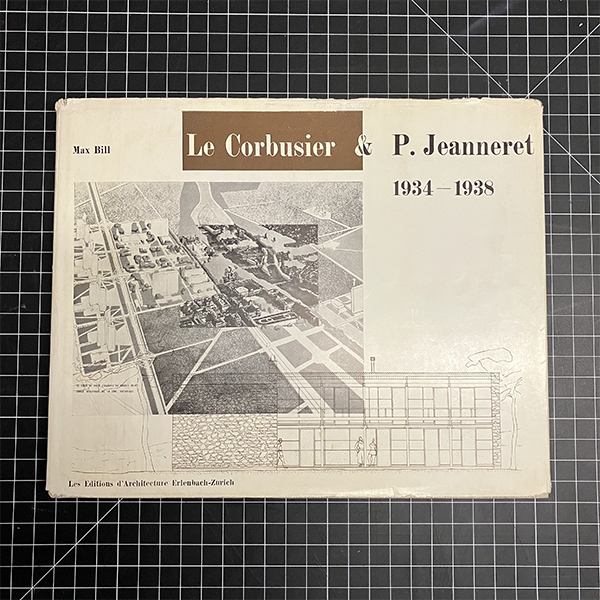 Max Bill
Le Corbusier & P. Jeanneret
1934—1938
Les Editions d'Architecture Erlenbach-Zurich